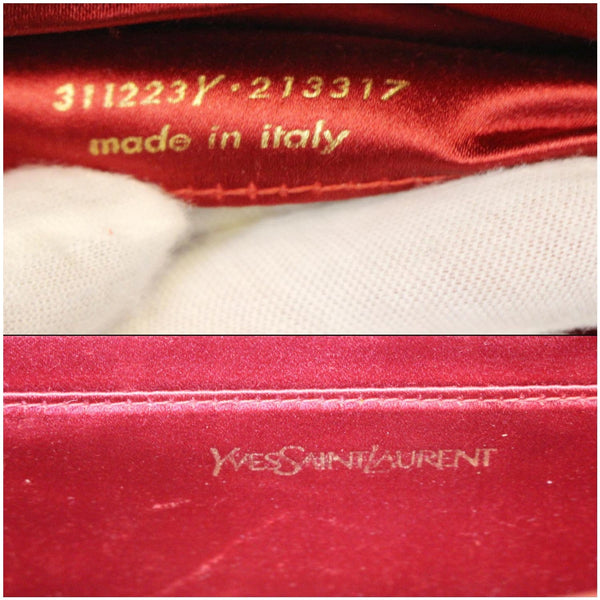 311223Y·213317
made in italy
YVESSAINTLAURENT